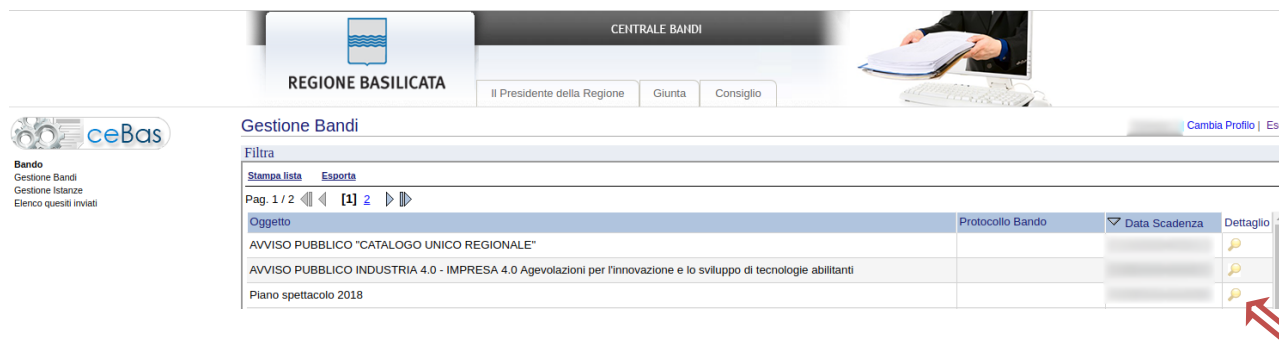 CENTRALE BANDI
REGIONE BASILICATA
Il Presidente della Regione Giunta Consiglio
ceBas
Gestione Bandi
Cambia Profilo | Es
Bando
Gestione Bandi
Gestione Istanze
Elenco quesiti inviati
Filtra
Stampa lista Esporta
Pag. 1 / 2 [1] 2
Oggetto Protocollo Bando Data Scadenza Dettaglio
AVVISO PUBBLICO "CATALOGO UNICO REGIONALE"
AVVISO PUBBLICO INDUSTRIA 4.0 - IMPRESA 4.0 Agevolazioni per l'innovazione e lo sviluppo di tecnologie abilitanti
Piano spettacolo 2018